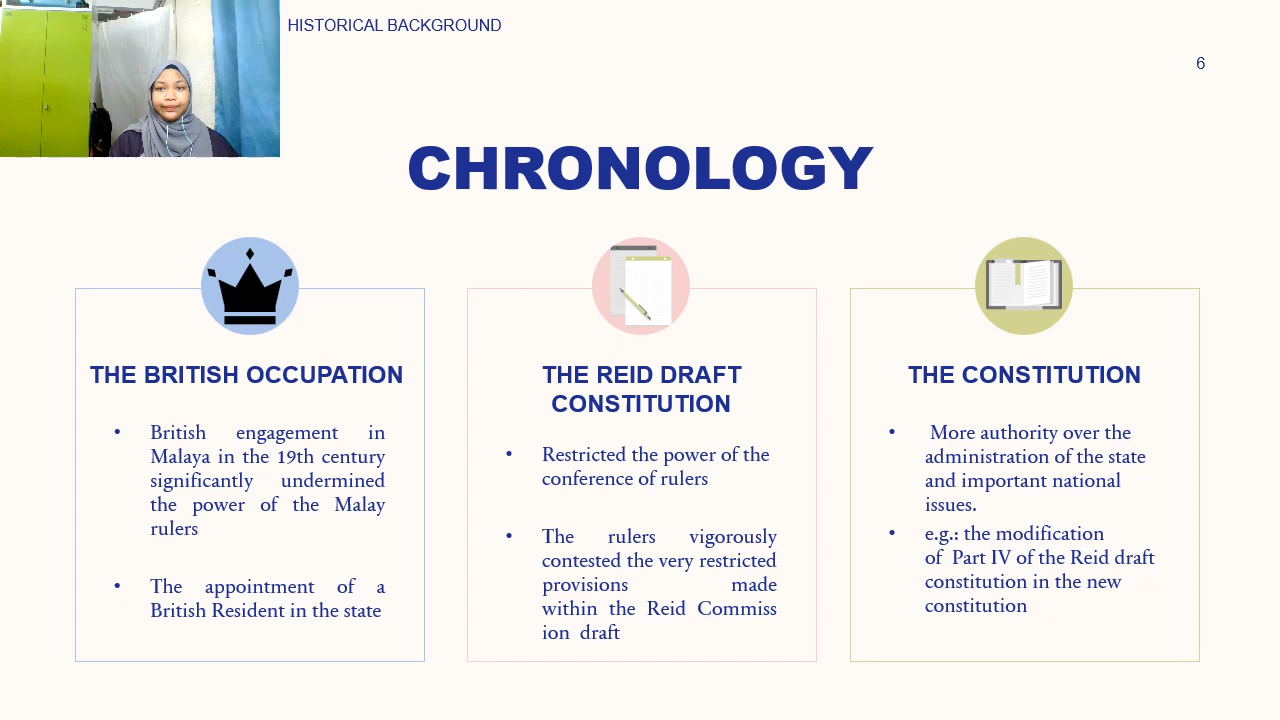 HISTORICAL BACKGROUND
6
CHRONOLOGY
THE BRITISH OCCUPATION
• British engagement in
Malaya in the 19th century
significantly undermined
the power of the Malay
rulers
• The appointment of a
British Resident in the state
THE REID DRAFT
CONSTITUTION
• Restricted the power of the
conference of rulers
• The rulers vigorously
contested the very restricted
provisions made
within the Reid Commiss
ion draft
THE CONSTITUTION
• More authority over the
administration of the state
and important national
issues.
• e.g.: the modification
of Part IV of the Reid draft
constitution in the new
constitution